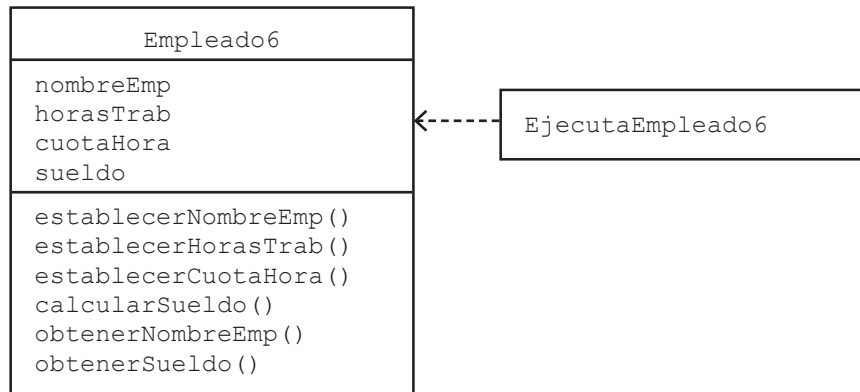 Empleado6
nombreEmp
horasTrab
cuotaHora
sueldo
establecerNombreEmp()
establecerHorasTrab()
establecerCuotaHora()
calcularSueldo()
obtenerNombreEmp()
obtenerSueldo()
EjecutaEmpleado6